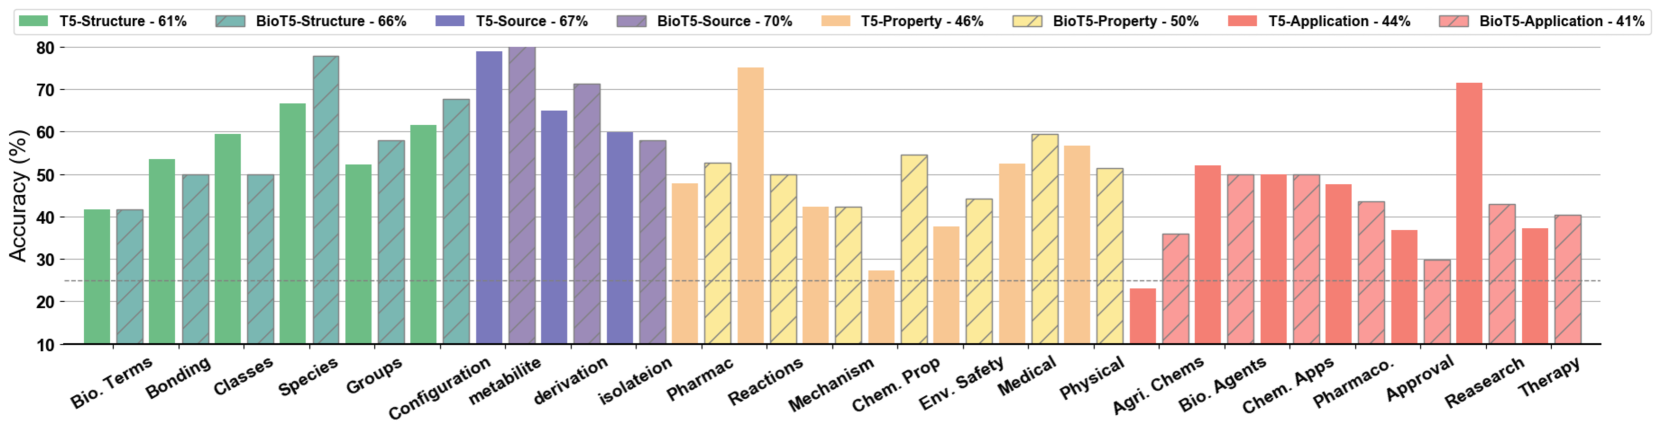 T5-Structure - 61% BioT5-Structure - 66% T5-Source - 67% BioT5-Source - 70% T5-Property - 46% BioT5-Property - 50% T5-Application - 44% BioT5-Application - 41%
Accuracy (%)
80
70
60
50
40
30
20
10
Bio. Terms
Bonding
Classes
Species
Groups
Configuration
metabilite
derivation
isolateion
Pharmac
Reactions
Mechanism
Chem. Prop
Env. Safety
Medical
Physical
Agri. Chems
Bio. Agents
Chem. Apps
Pharmaco.
Approval
Reasearch
Therapy